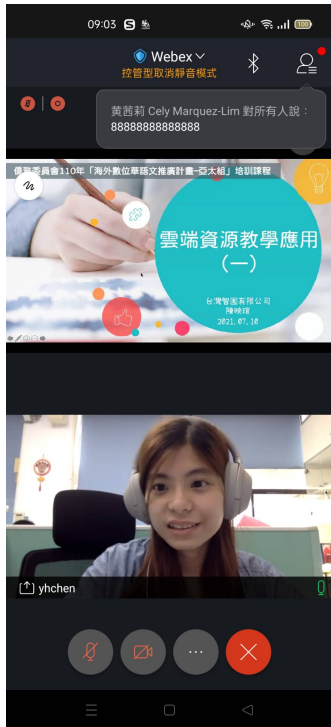 09:03
100
Webex
控管型取消靜音模式
黄茜莉 Cely Marquez-Lim 對所有人說：
88888888888888
僑務委員會110年「海外數位華語文推廣計畫-亞太組」培訓課程
雲端資源教學應用
（一）
台灣智園有限公司
陳映瑄
2021.07.10
yhchen